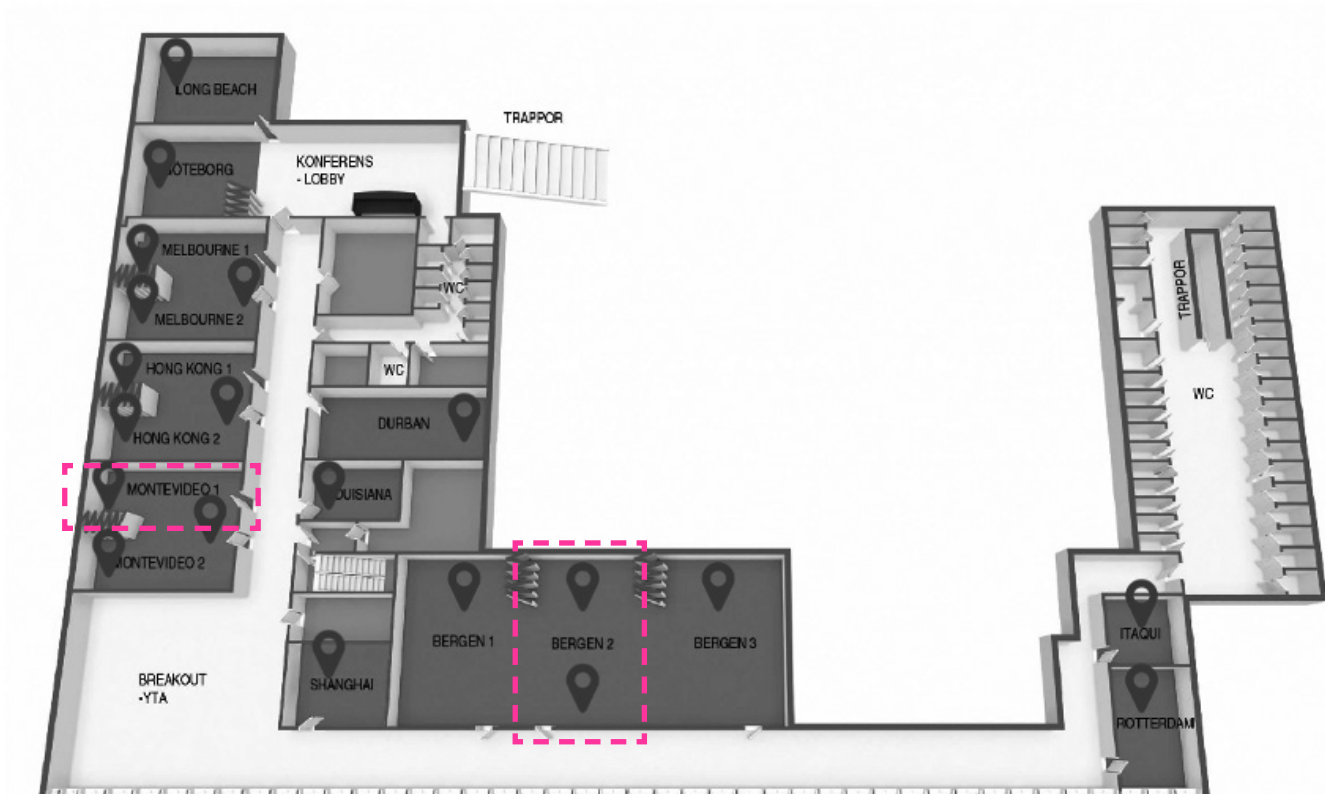 LONG BEACH
TRAPPOR
KONFERENS
- LOBBY
GÖTEBORG
MELBOURNE 1
MELBOURNE 2
WC
TRAPPOR
HONG KONG 1
WC
WC
HONG KONG 2
DURBAN
MONTEVIDEO 1
LOUISIANA
MONTEVIDEO 2
BERGEN 1
BERGEN 2
BERGEN 3
ITAQUI
BREAKOUT
-YTA
SHANGHAI
ROTTERDAM